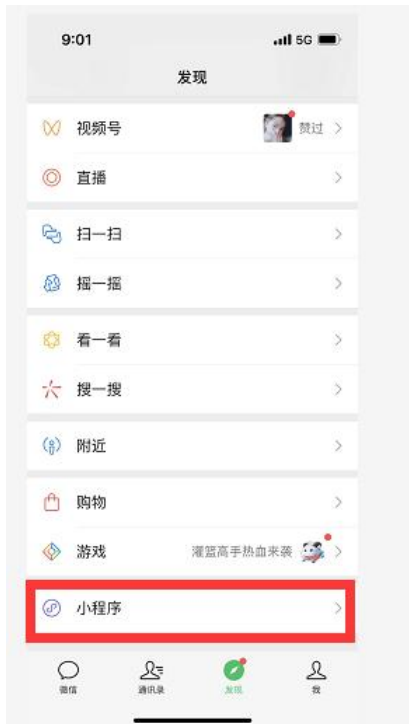 9:01
5G
发现
视频号
赞过
直播
扫一扫
摇一摇
看一看
搜一搜
附近
购物
游戏
灌篮高手热血来袭
小程序
微信
通讯录
发现
我